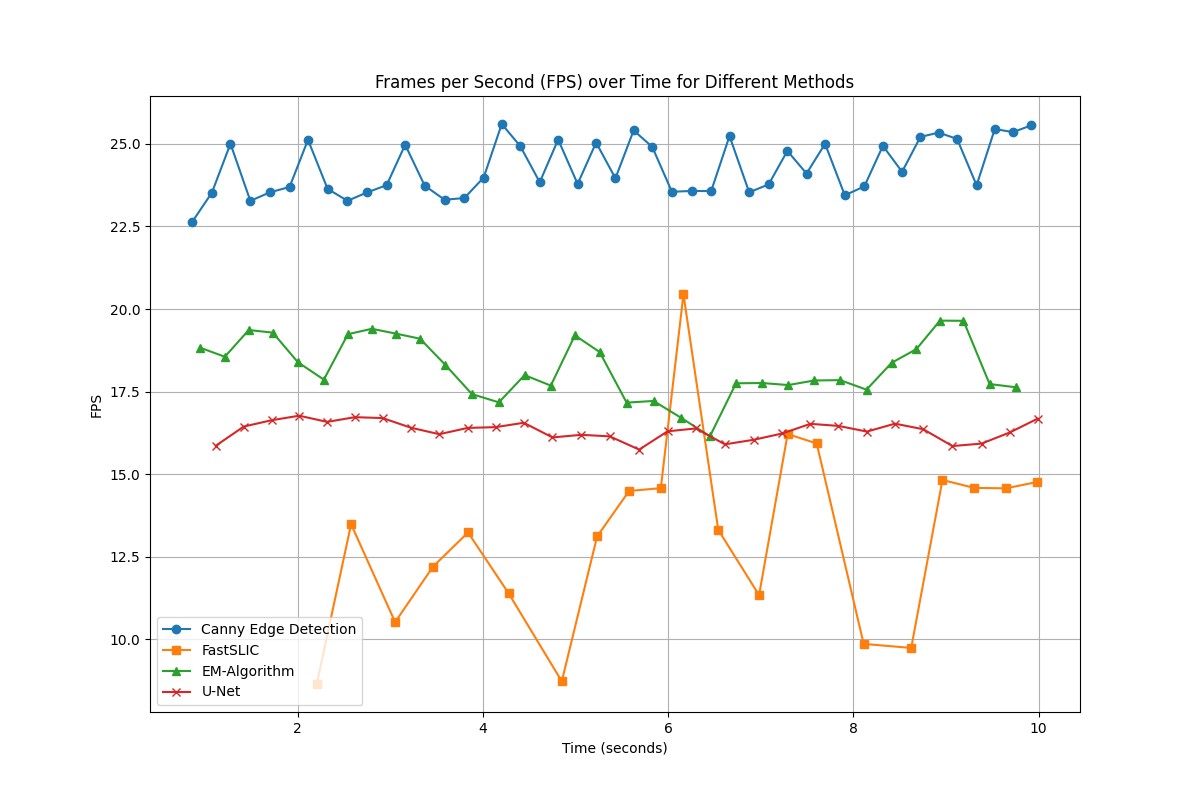 Frames per Second (FPS) over Time for Different Methods
25.0
22.5
20.0
17.5
15.0
12.5
10.0
FPS
Canny Edge Detection
FastSLIC
EM-Algorithm
U-Net
2 4 6 8 10
Time (seconds)